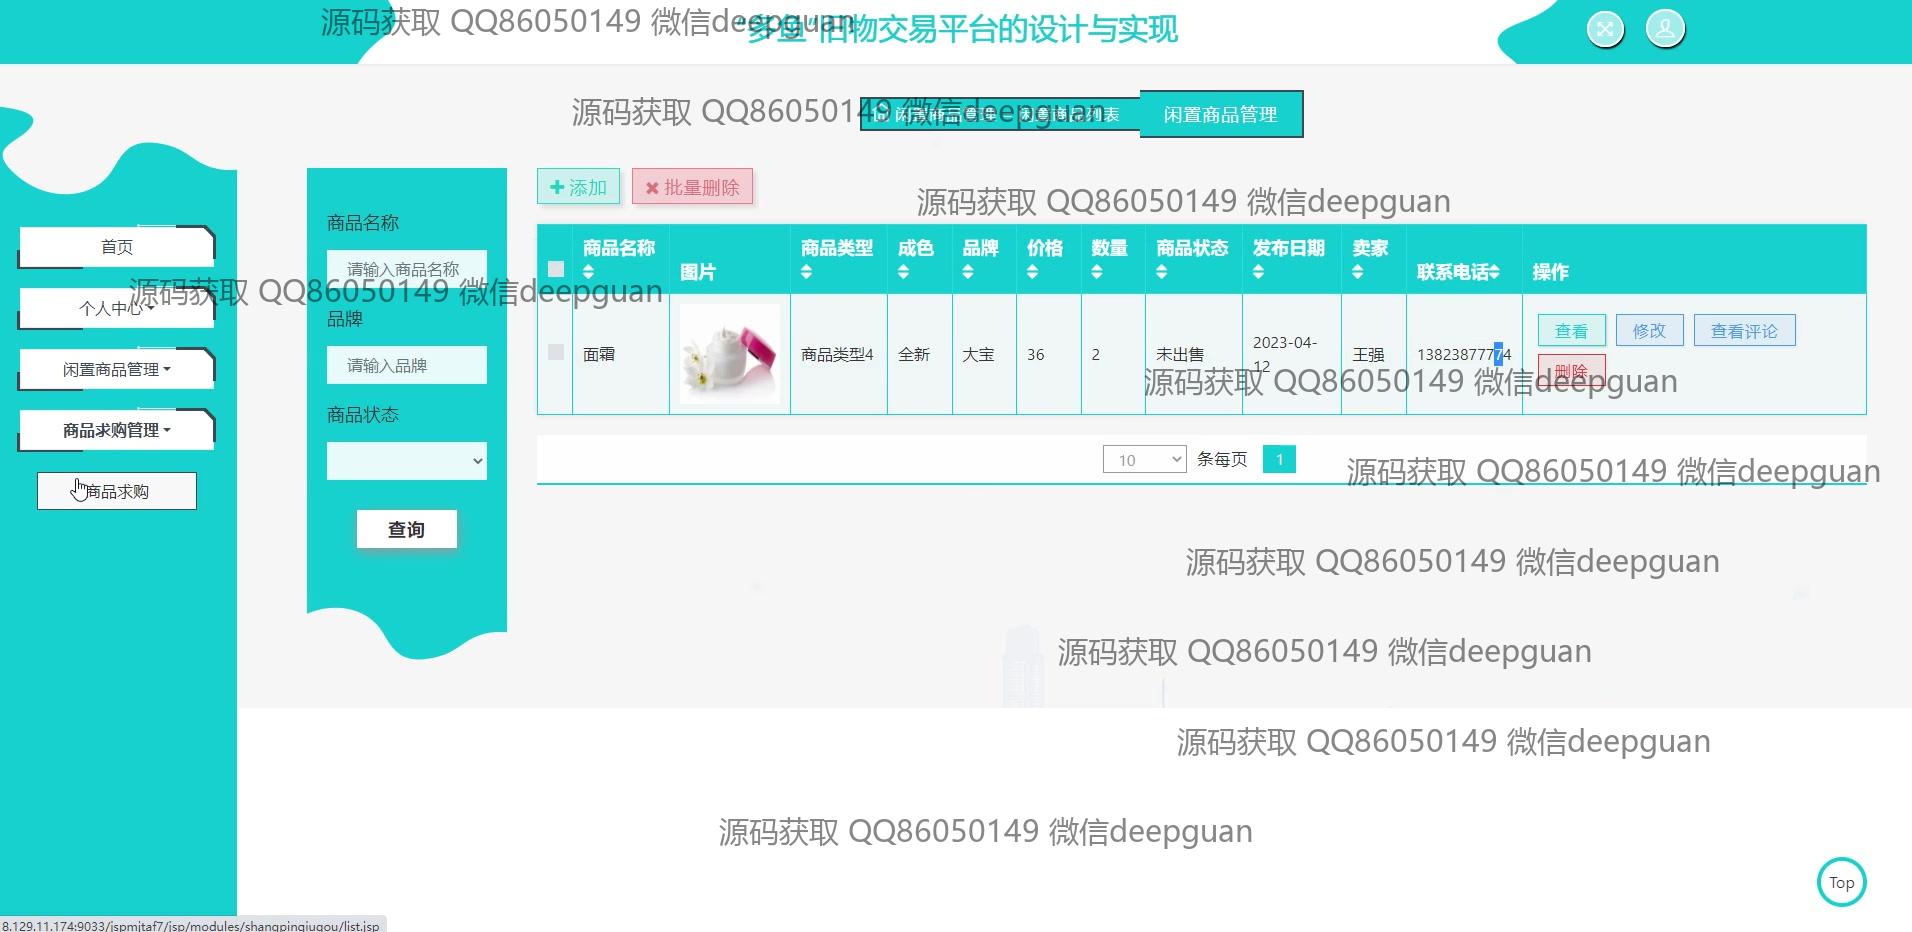 源码获取 QQ86050149 微信deepguan
“多鱼”旧物交易平台的设计与实现
源码获取 QQ86050149 微信deepguan
闲置商品管理 闲置商品列表
闲置商品管理
首页
个人中心
闲置商品管理
商品求购管理
商品求购
商品名称
请输入商品名称
品牌
请输入品牌
商品状态
查询
添加 批量删除
源码获取 QQ86050149 微信deepguan
商品名称 图片 商品类型 成色 品牌 价格 数量 商品状态 发布日期 卖家 联系电话 操作
源码获取 QQ86050149 微信deepguan
面霜 商品类型4 全新 大宝 36 2 未出售 2023-04-12 王强 13823877774 查看 修改 查看评论
删除
源码获取 QQ86050149 微信deepguan
10 条每页 1
源码获取 QQ86050149 微信deepguan
源码获取 QQ86050149 微信deepguan
源码获取 QQ86050149 微信deepguan
源码获取 QQ86050149 微信deepguan
源码获取 QQ86050149 微信deepguan
Top
8.129.11.174:9033/jspmjtaf7/jsp/modules/shangpinqiugou/list.jsp